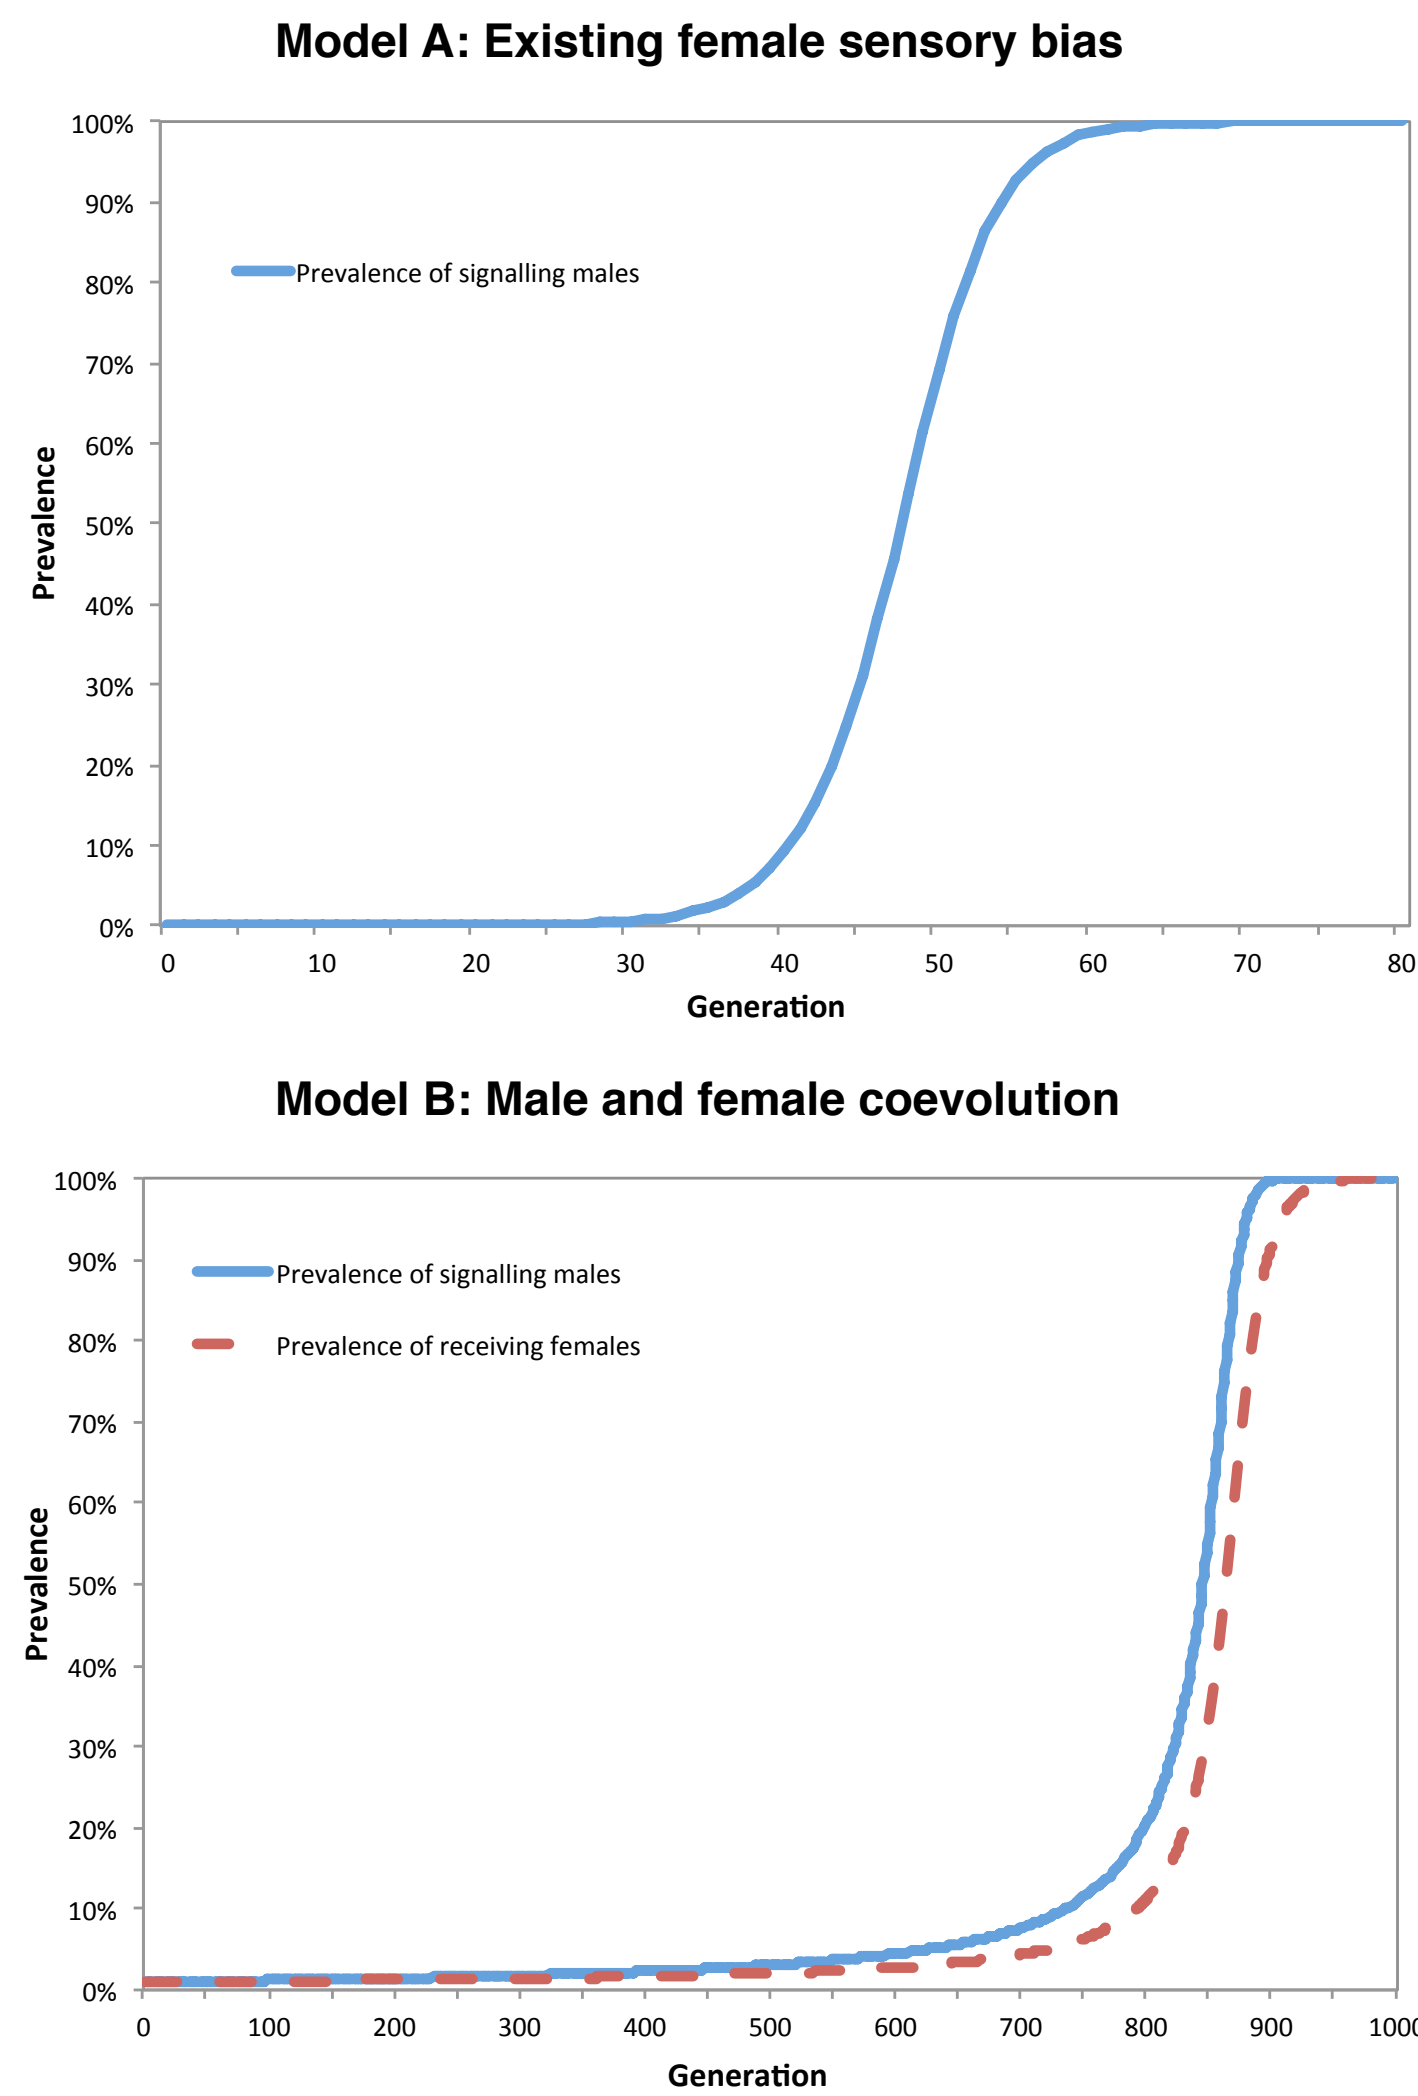 Model A: Existing female sensory bias
100%
90%
80%
70%
60%
50%
40%
30%
20%
10%
0%
Prevalence
Prevalence of signalling males
0 10 20 30 40 50 60 70 80
Generation
Model B: Male and female coevolution
100%
90%
80%
70%
60%
50%
40%
30%
20%
10%
0%
Prevalence
Prevalence of signalling males
Prevalence of receiving females
0 100 200 300 400 500 600 700 800 900 1000
Generation